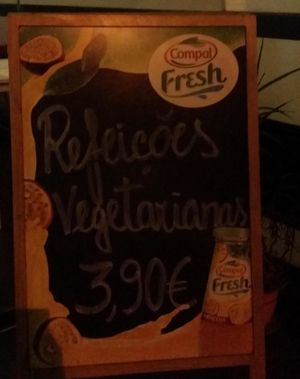 Compal
Fresh
Refeições
Vegetarianas
3,90€
Compal
Fresh